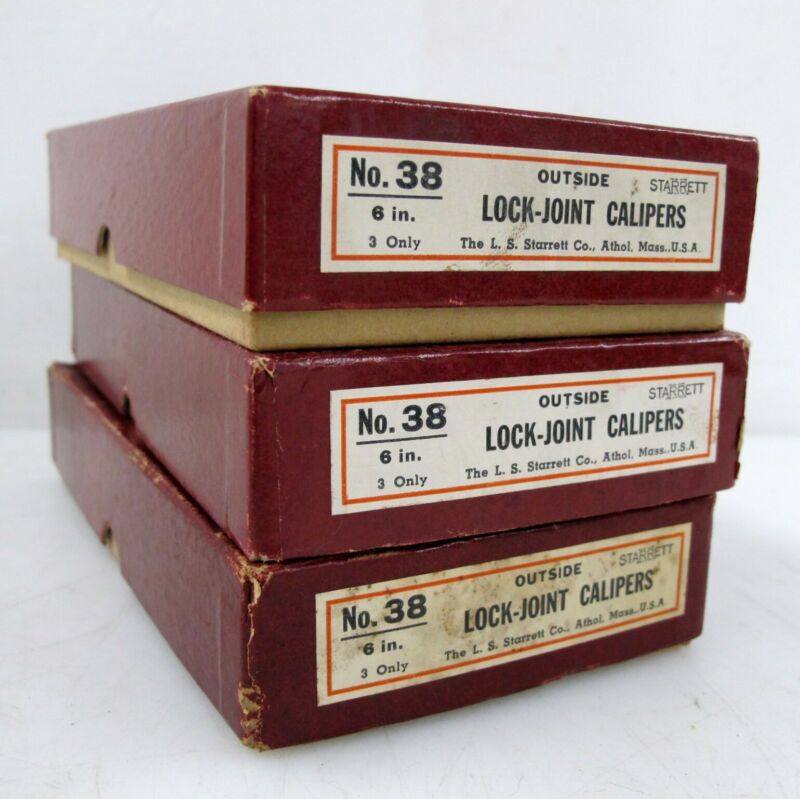 No. 38 OUTSIDE STARRETT
6 in. LOCK-JOINT CALIPERS
3 Only The L. S. Starrett Co., Athol, Mass., U.S.A.
No. 38 OUTSIDE STARRETT
6 in. LOCK-JOINT CALIPERS
3 Only The L. S. Starrett Co., Athol, Mass., U.S.A.
No. 38 OUTSIDE STARRETT
6 in. LOCK-JOINT CALIPERS
3 Only The L. S. Starrett Co., Athol, Mass., U.S.A